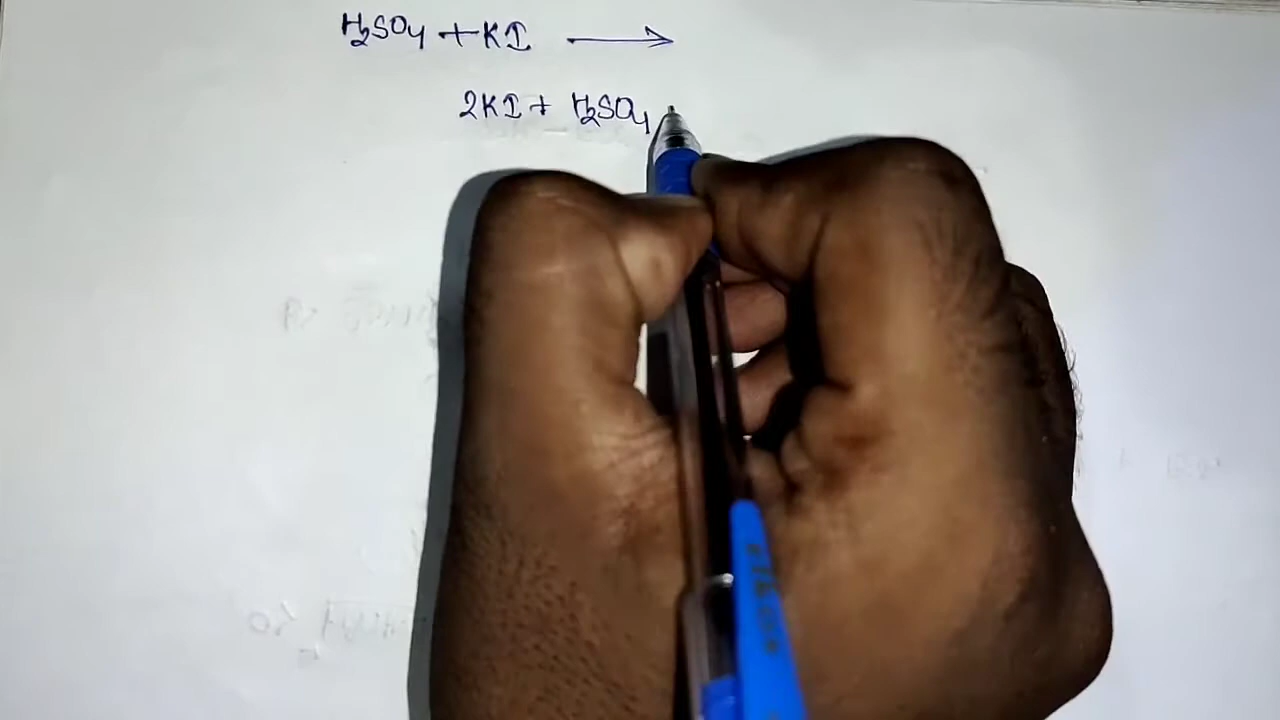 H₂SO₄ + KI ⟶
2KI + H₂SO₄